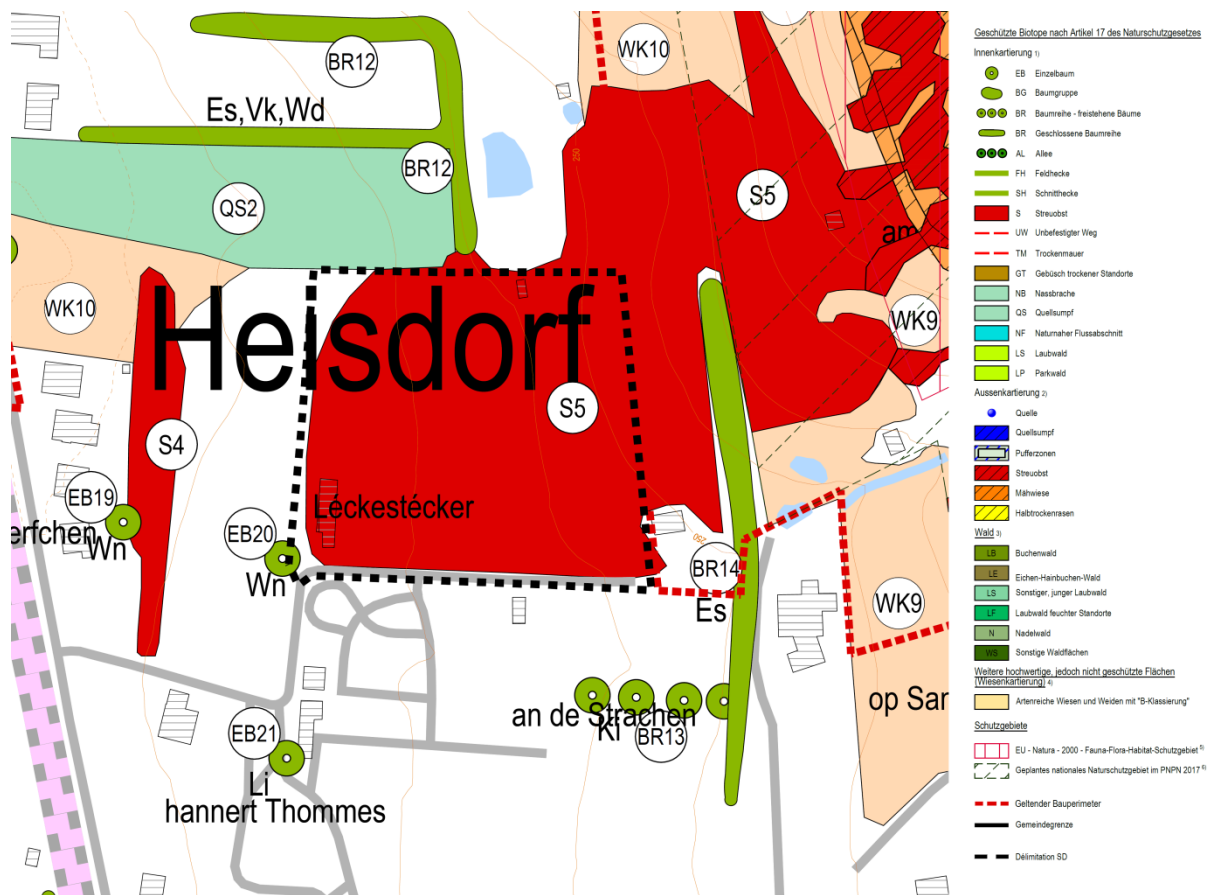 BR12
WK10
Es,Vk,Wd
BR12
QS2
S5
am
WK10
Heisdorf
WK9
S5
S4
EB19
erfchen
Wn
EB20
Wn
Léckestécker
250
250
BR14
Es
WK9
op Sar
an de Strachen
Ki
BR13
EB21
Li
hannert Thommes
Geschützte Biotope nach Artikel 17 des Naturschutzgesetzes
Innenkartierung 1)
EB Einzelbaum
BG Baumgruppe
BR Baumreihe - freistehende Bäume
BR Geschlossene Baumreihe
AL Allee
FH Feldhecke
SH Schnitthecke
S Streuobst
UW Unbefestigter Weg
TM Trockenmauer
GT Gebüsch trockener Standorte
NB Nassbrache
QS Quellsumpf
NF Naturnaher Flussabschnitt
LS Laubwald
LP Parkwald
Aussenkartierung 2)
Quelle
Quellsumpf
Pufferzonen
Streuobst
Mähwiese
Halbtrockenrasen
Wald 3)
LB Buchenwald
LE Eichen-Hainbuchen-Wald
LS Sonstiger, junger Laubwald
LF Laubwald feuchter Standorte
N Nadelwald
WS Sonstige Waldflächen
Weitere hochwertige, jedoch nicht geschützte Flächen
(Wiesenkartierung) 4)
Artenreiche Wiesen und Weiden mit "B-Klassierung"
Schutzgebiete
EU - Natura - 2000 - Fauna-Flora-Habitat-Schutzgebiet 5)
Geplantes nationales Naturschutzgebiet im PNPN 2017 6)
Geltender Bauperimeter
Gemeindegrenze
Délimitation SD